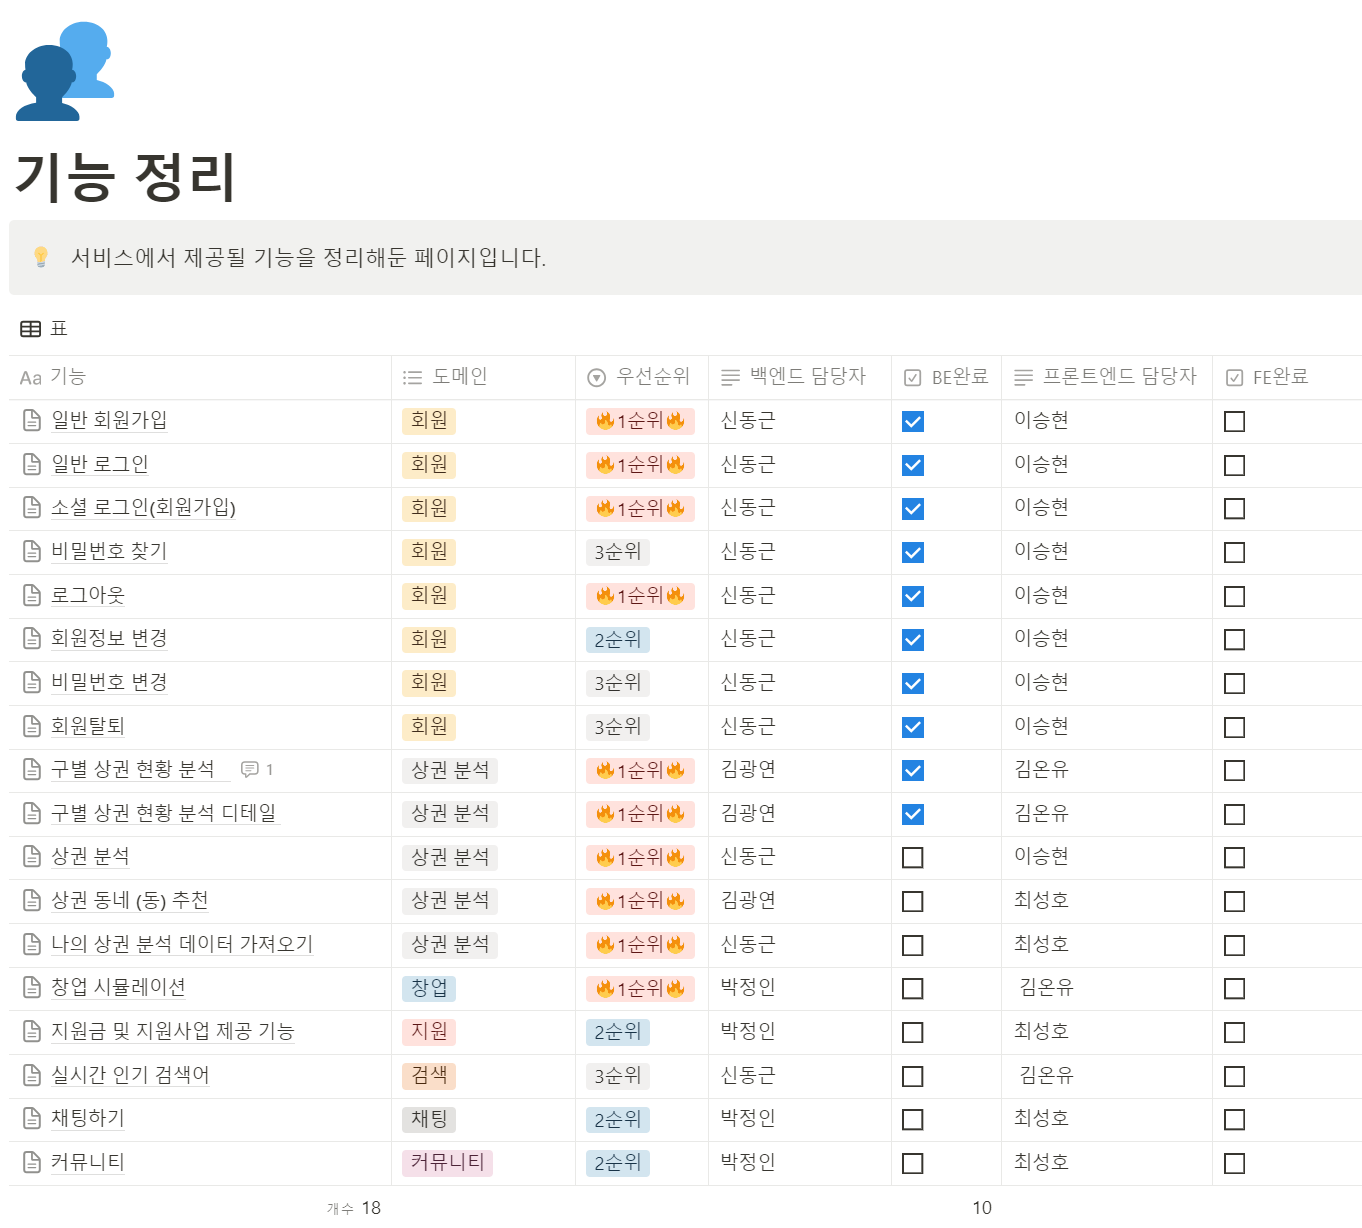 기능 정리
서비스에서 제공될 기능을 정리해둔 페이지입니다.
표
Aa 기능 도메인 우선순위 백엔드 담당자 BE완료 프론트엔드 담당자 FE완료
일반 회원가입 회원 🔥1순위🔥 신동근 이승현
일반 로그인 회원 🔥1순위🔥 신동근 이승현
소셜 로그인(회원가입) 회원 🔥1순위🔥 신동근 이승현
비밀번호 찾기 회원 3순위 신동근 이승현
로그아웃 회원 🔥1순위🔥 신동근 이승현
회원정보 변경 회원 2순위 신동근 이승현
비밀번호 변경 회원 3순위 신동근 이승현
회원탈퇴 회원 3순위 신동근 이승현
구별 상권 현황 분석 1 상권 분석 🔥1순위🔥 김광연 김온유
구별 상권 현황 분석 디테일 상권 분석 🔥1순위🔥 김광연 김온유
상권 분석 상권 분석 🔥1순위🔥 신동근 이승현
상권 동네 (동) 추천 상권 분석 🔥1순위🔥 김광연 최성호
나의 상권 분석 데이터 가져오기 상권 분석 🔥1순위🔥 신동근 최성호
창업 시뮬레이션 창업 🔥1순위🔥 박정인 김온유
지원금 및 지원사업 제공 기능 지원 2순위 박정인 최성호
실시간 인기 검색어 검색 3순위 신동근 김온유
채팅하기 채팅 2순위 박정인 최성호
커뮤니티 커뮤니티 2순위 박정인 최성호
개수 18 10